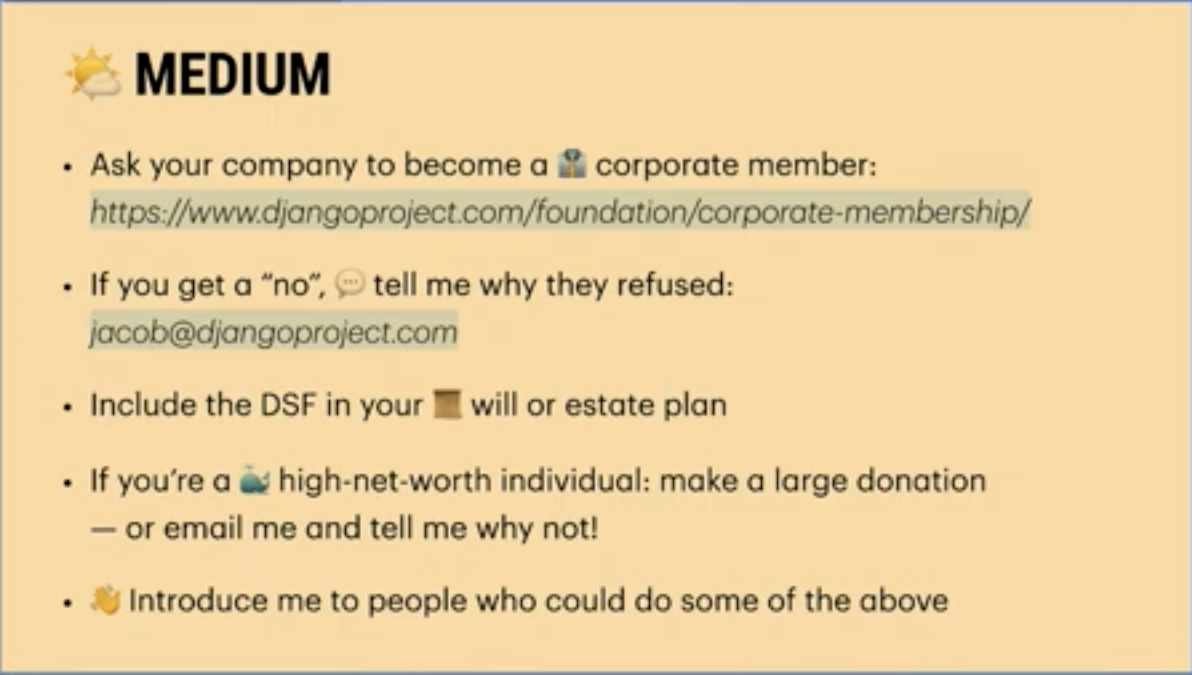 🌤️ MEDIUM
• Ask your company to become a 👔 corporate member:
https://www.djangoproject.com/foundation/corporate-membership/
• If you get a “no”, 💬 tell me why they refused:
jacob@djangoproject.com
• Include the DSF in your 📜 will or estate plan
• If you’re a 🐳 high-net-worth individual: make a large donation
— or email me and tell me why not!
• 👋 Introduce me to people who could do some of the above